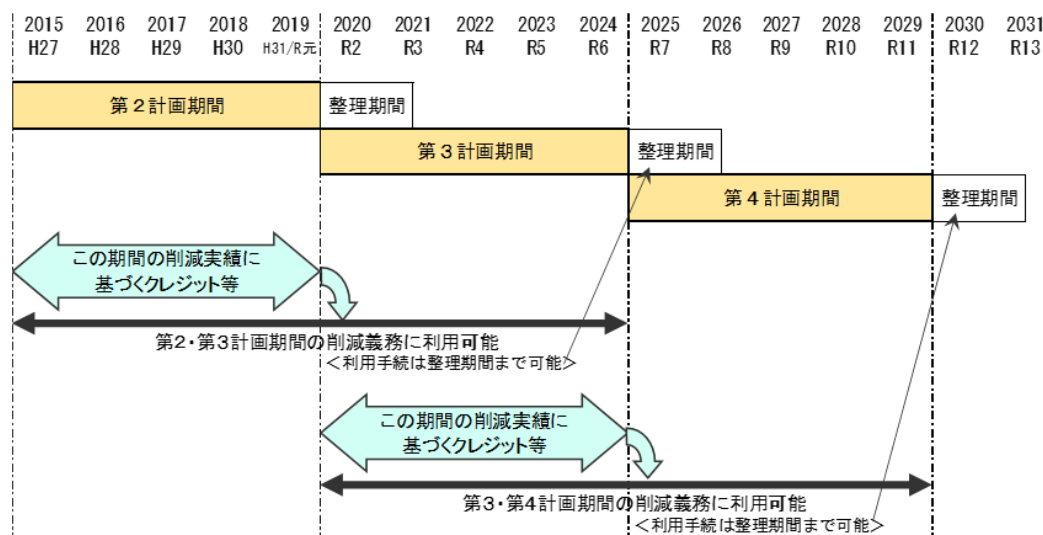 2015 2016 2017 2018 2019 2020 2021 2022 2023 2024 2025 2026 2027 2028 2029 2030 2031
H27 H28 H29 H30 H31/R元 R2 R3 R4 R5 R6 R7 R8 R9 R10 R11 R12 R13
第2計画期間 整理期間
第3計画期間 整理期間
第4計画期間 整理期間
この期間の削減実績に
基づくクレジット等
第2・第3計画期間の削減義務に利用可能
<利用手続は整理期間まで可能>
この期間の削減実績に
基づくクレジット等
第3・第4計画期間の削減義務に利用可能
<利用手続は整理期間まで可能>